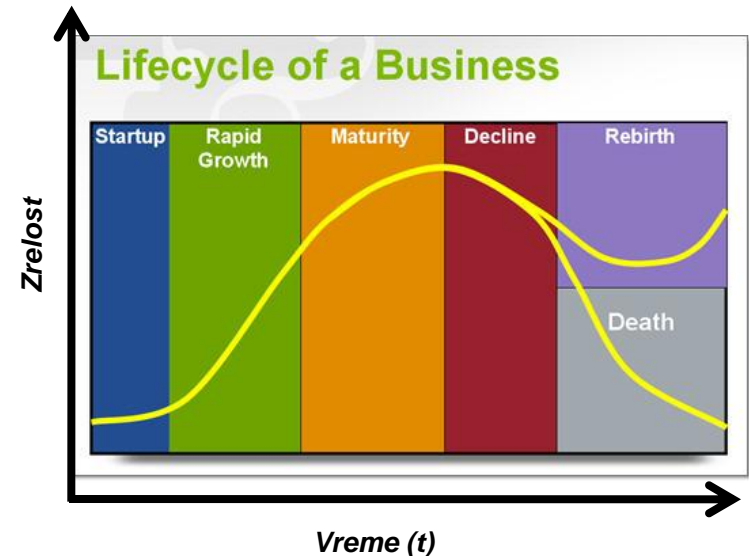 Lifecycle of a Business
Startup
Rapid
Growth
Maturity
Decline
Rebirth
Death
Zrelost
Vreme (t)